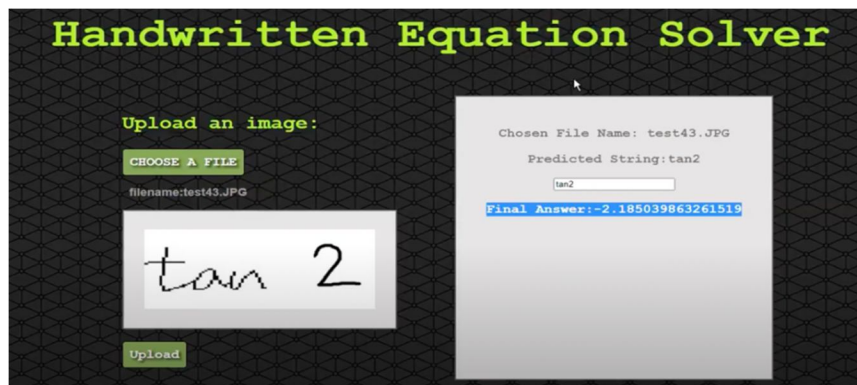 Handwritten Equation Solver
Upload an image:
CHOOSE A FILE
filename:test43.JPG
tan 2
Upload
Chosen File Name: test43.JPG
Predicted String:tan2
tan2
Final Answer:-2.185039863261519